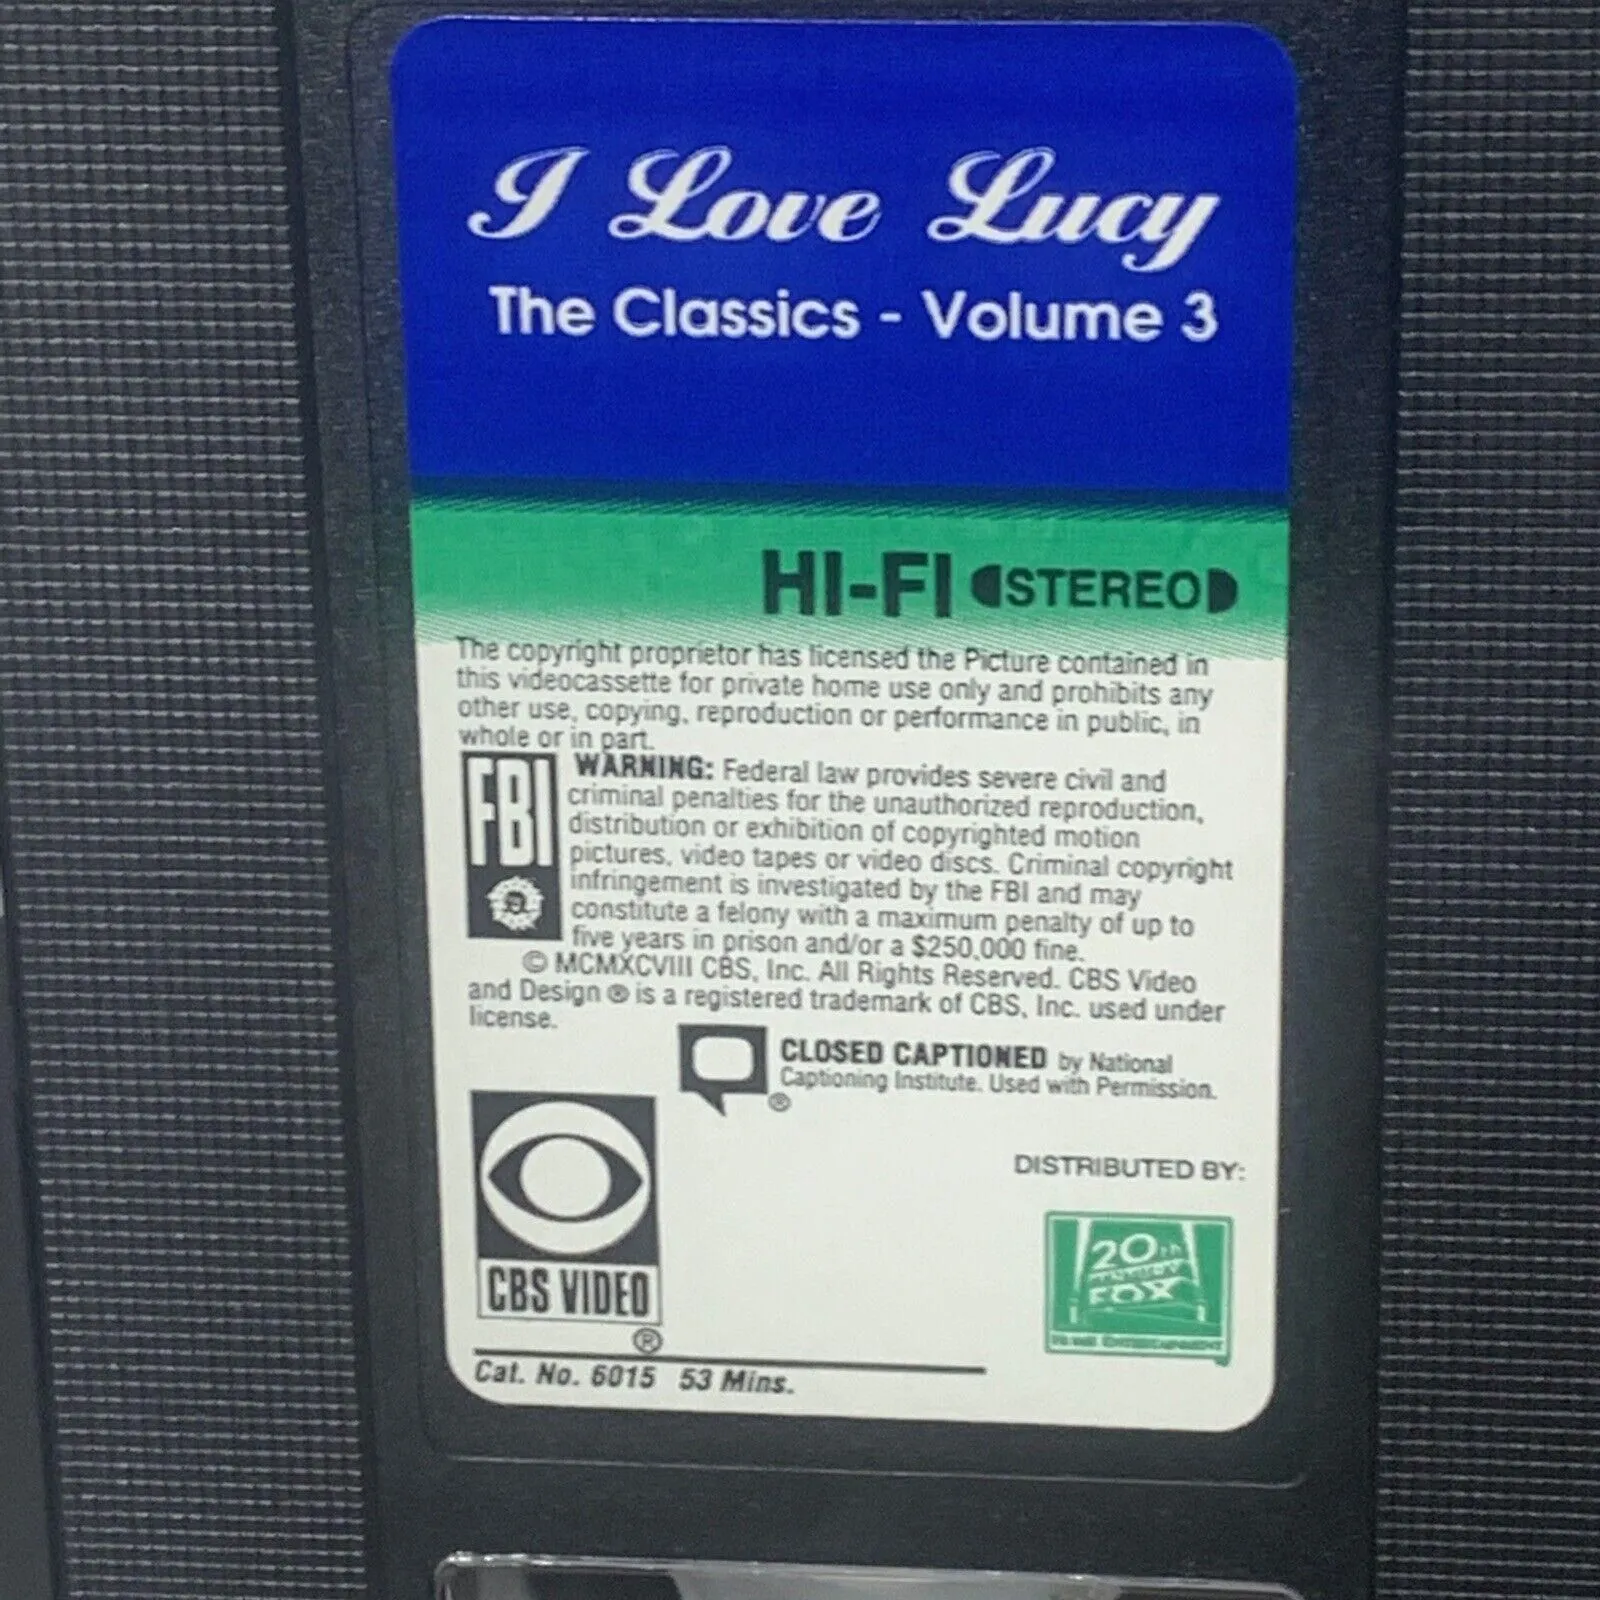 I Love Lucy
The Classics - Volume 3
HI-FI STEREO
The copyright proprietor has licensed the Picture contained in
this videocassette for private home use only and prohibits any
other use, copying, reproduction or performance in public, in
whole or in part.
FBI
WARNING: Federal law provides severe civil and
criminal penalties for the unauthorized reproduction,
distribution or exhibition of copyrighted motion
pictures, video tapes or video discs. Criminal copyright
infringement is investigated by the FBI and may
constitute a felony with a maximum penalty of up to
five years in prison and/or a $250,000 fine.
© MCMXCVIII CBS, Inc. All Rights Reserved. CBS Video
and Design ® is a registered trademark of CBS, Inc. used under
license.
CLOSED CAPTIONED by National
Captioning Institute. Used with Permission.
®
CBS VIDEO
®
DISTRIBUTED BY:
20th
CENTURY
FOX
ENTERTAINMENT
Cat. No. 6015 53 Mins.